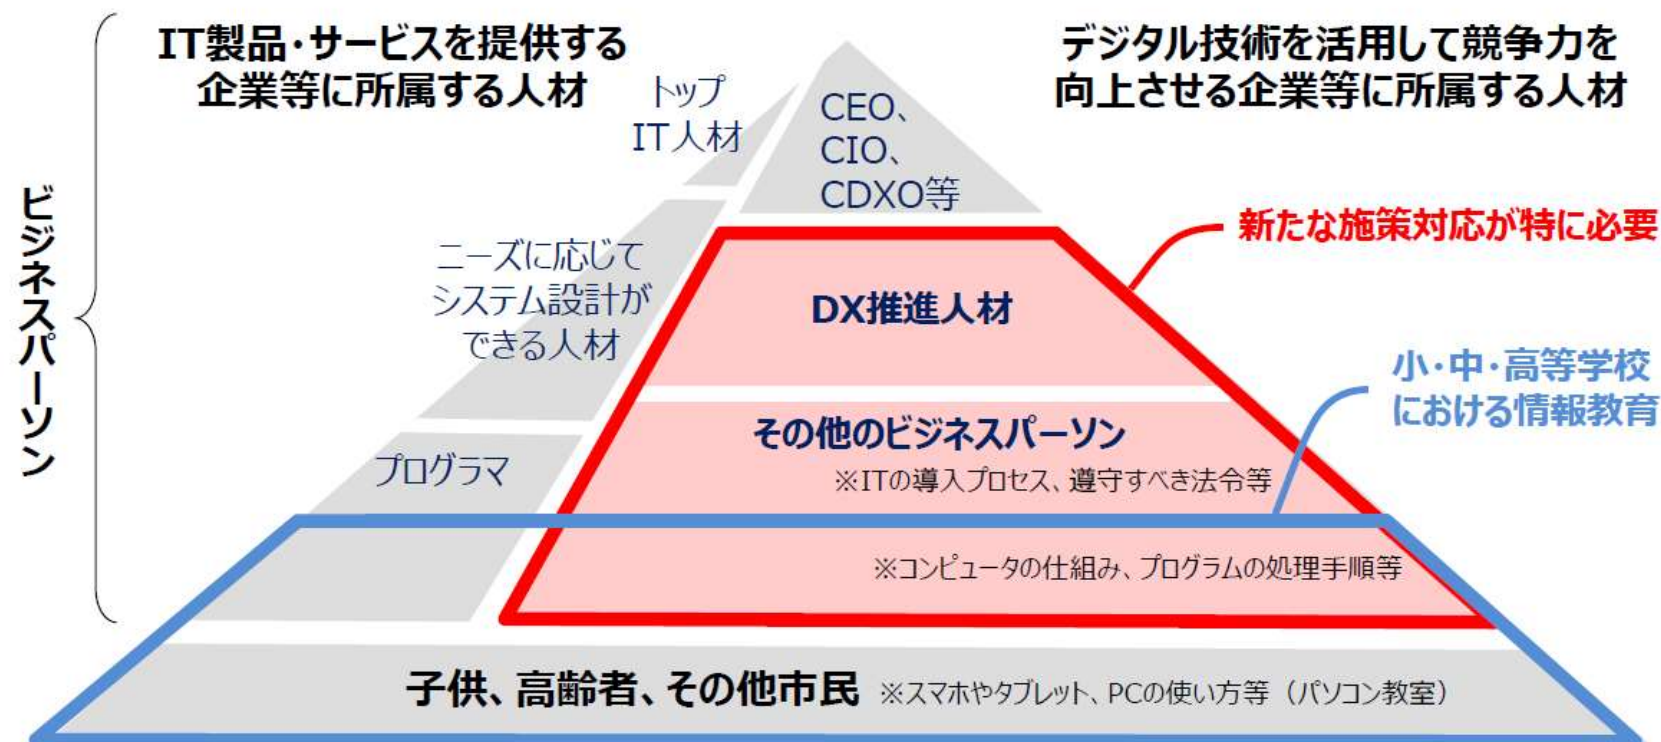 IT製品・サービスを提供する
企業等に所属する人材
デジタル技術を活用して競争力を
向上させる企業等に所属する人材
トップ
IT人材
CEO、
CIO、
CDXO等
ビジネスパーソン
新たな施策対応が特に必要
ニーズに応じて
システム設計が
できる人材
DX推進人材
小・中・高等学校
における情報教育
プログラマ
その他のビジネスパーソン
※ITの導入プロセス、遵守すべき法令等
※コンピュータの仕組み、プログラムの処理手順等
子供、高齢者、その他市民 ※スマホやタブレット、PCの使い方等（パソコン教室）